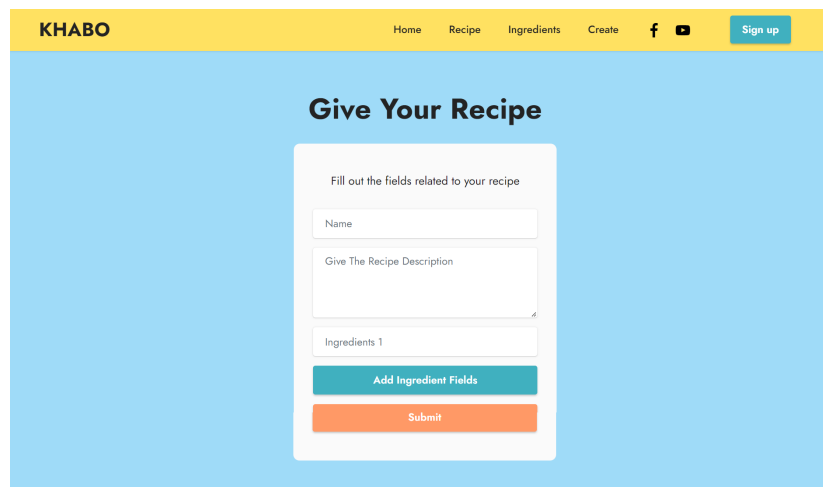 KHABO
Home Recipe Ingredients Create Sign up
Give Your Recipe
Fill out the fields related to your recipe
Name
Give The Recipe Description
Ingredients 1
Add Ingredient Fields
Submit